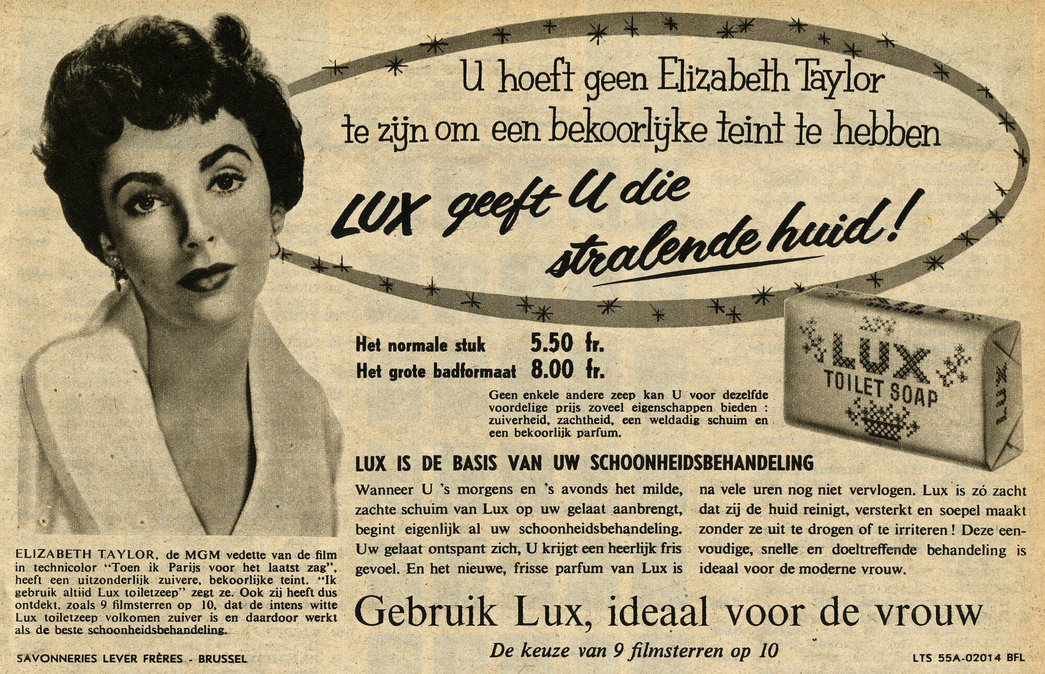 U hoeft geen Elizabeth Taylor
te zijn om een bekoorlijke teint te hebben
LUX geeft U die
stralende huid!
Het normale stuk 5.50 fr.
Het grote badformaat 8.00 fr.
Geen enkele andere zeep kan U voor dezelfde
voordelige prijs zoveel eigenschappen bieden :
zuiverheid, zachtheid, een weldadig schuim en
een bekoorlijk parfum.
LUX
TOILET SOAP
LUX
LUX IS DE BASIS VAN UW SCHOONHEIDSBEHANDELING
Wanneer U 's morgens en 's avonds het milde,
zachte schuim van Lux op uw gelaat aanbrengt,
begint eigenlijk al uw schoonheidsbehandeling.
Uw gelaat ontspant zich, U krijgt een heerlijk fris
gevoel. En het nieuwe, frisse parfum van Lux is
na vele uren nog niet vervlogen. Lux is zó zacht
dat zij de huid reinigt, versterkt en soepel maakt
zonder ze uit te drogen of te irriteren ! Deze een-
voudige, snelle en doeltreffende behandeling is
ideaal voor de moderne vrouw.
ELIZABETH TAYLOR, de MGM vedette van de film
in technicolor "Toen ik Parijs voor het laatst zag",
heeft een uitzonderlijk zuivere, bekoorlijke teint. "Ik
gebruik altijd Lux toiletzeep" zegt ze. Ook zij heeft dus
ontdekt, zoals 9 filmsterren op 10, dat de intens witte
Lux toiletzeep volkomen zuiver is en daardoor werkt
als de beste schoonheidsbehandeling.
Gebruik Lux, ideaal voor de vrouw
De keuze van 9 filmsterren op 10
SAVONNERIES LEVER FRÈRES - BRUSSEL
LTS 55A-02014 BFL